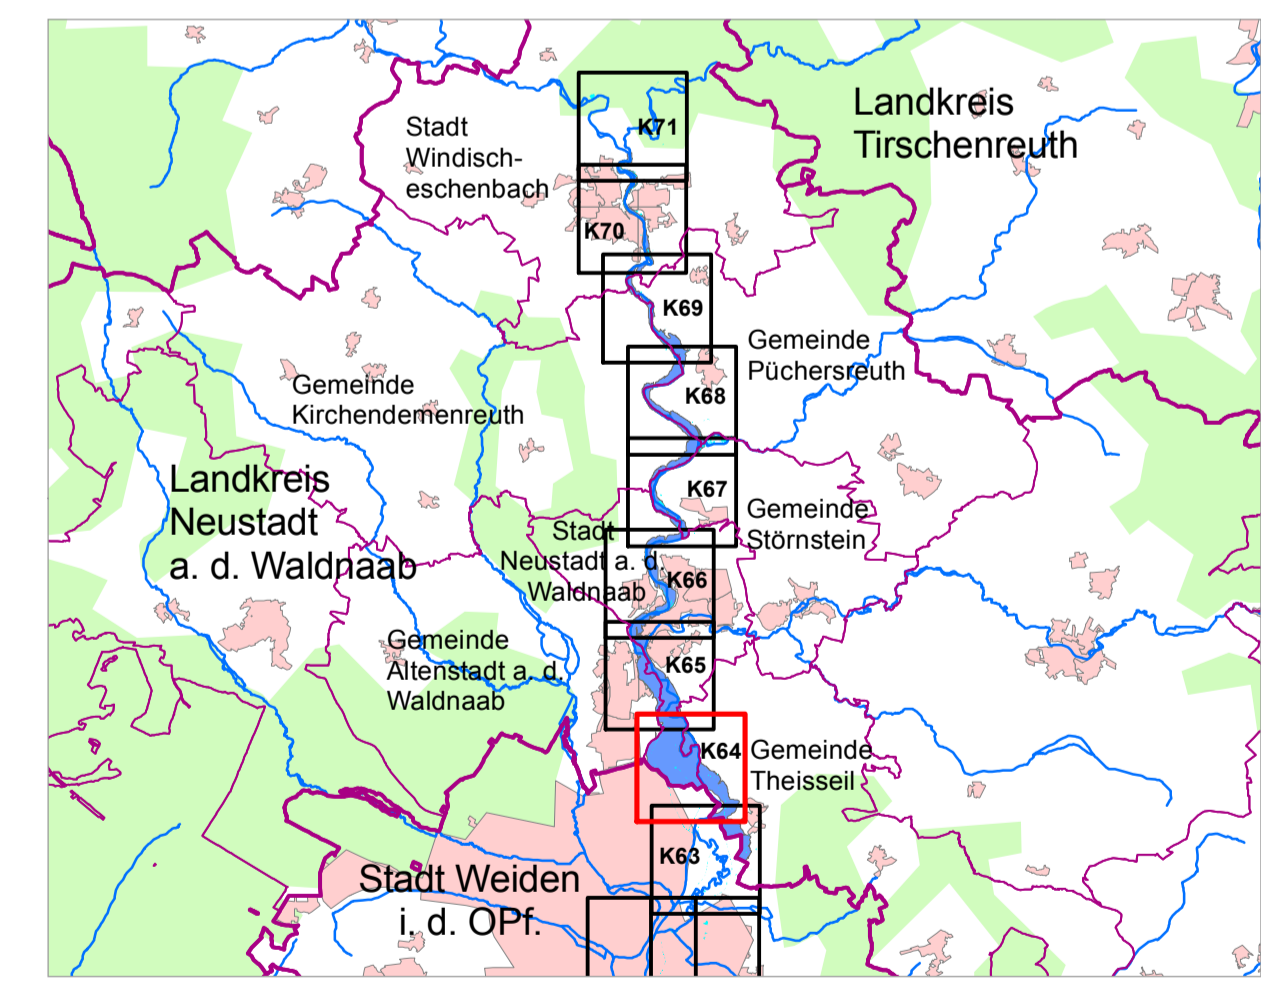 Landkreis
Tirschenreuth
Stadt
Windisch-
eschenbach
K71
K70
K69
Gemeinde
Püchersreuth
K68
Gemeinde
Kirchendemenreuth
Landkreis
Neustadt
a. d. Waldnaab
K67
Gemeinde
Störnstein
Stadt
Neustadt a. d.
Waldnaab
K66
Gemeinde
Altenstadt a. d.
Waldnaab
K65
K64
Gemeinde
Theisseil
K63
Stadt Weiden
i. d. OPf.